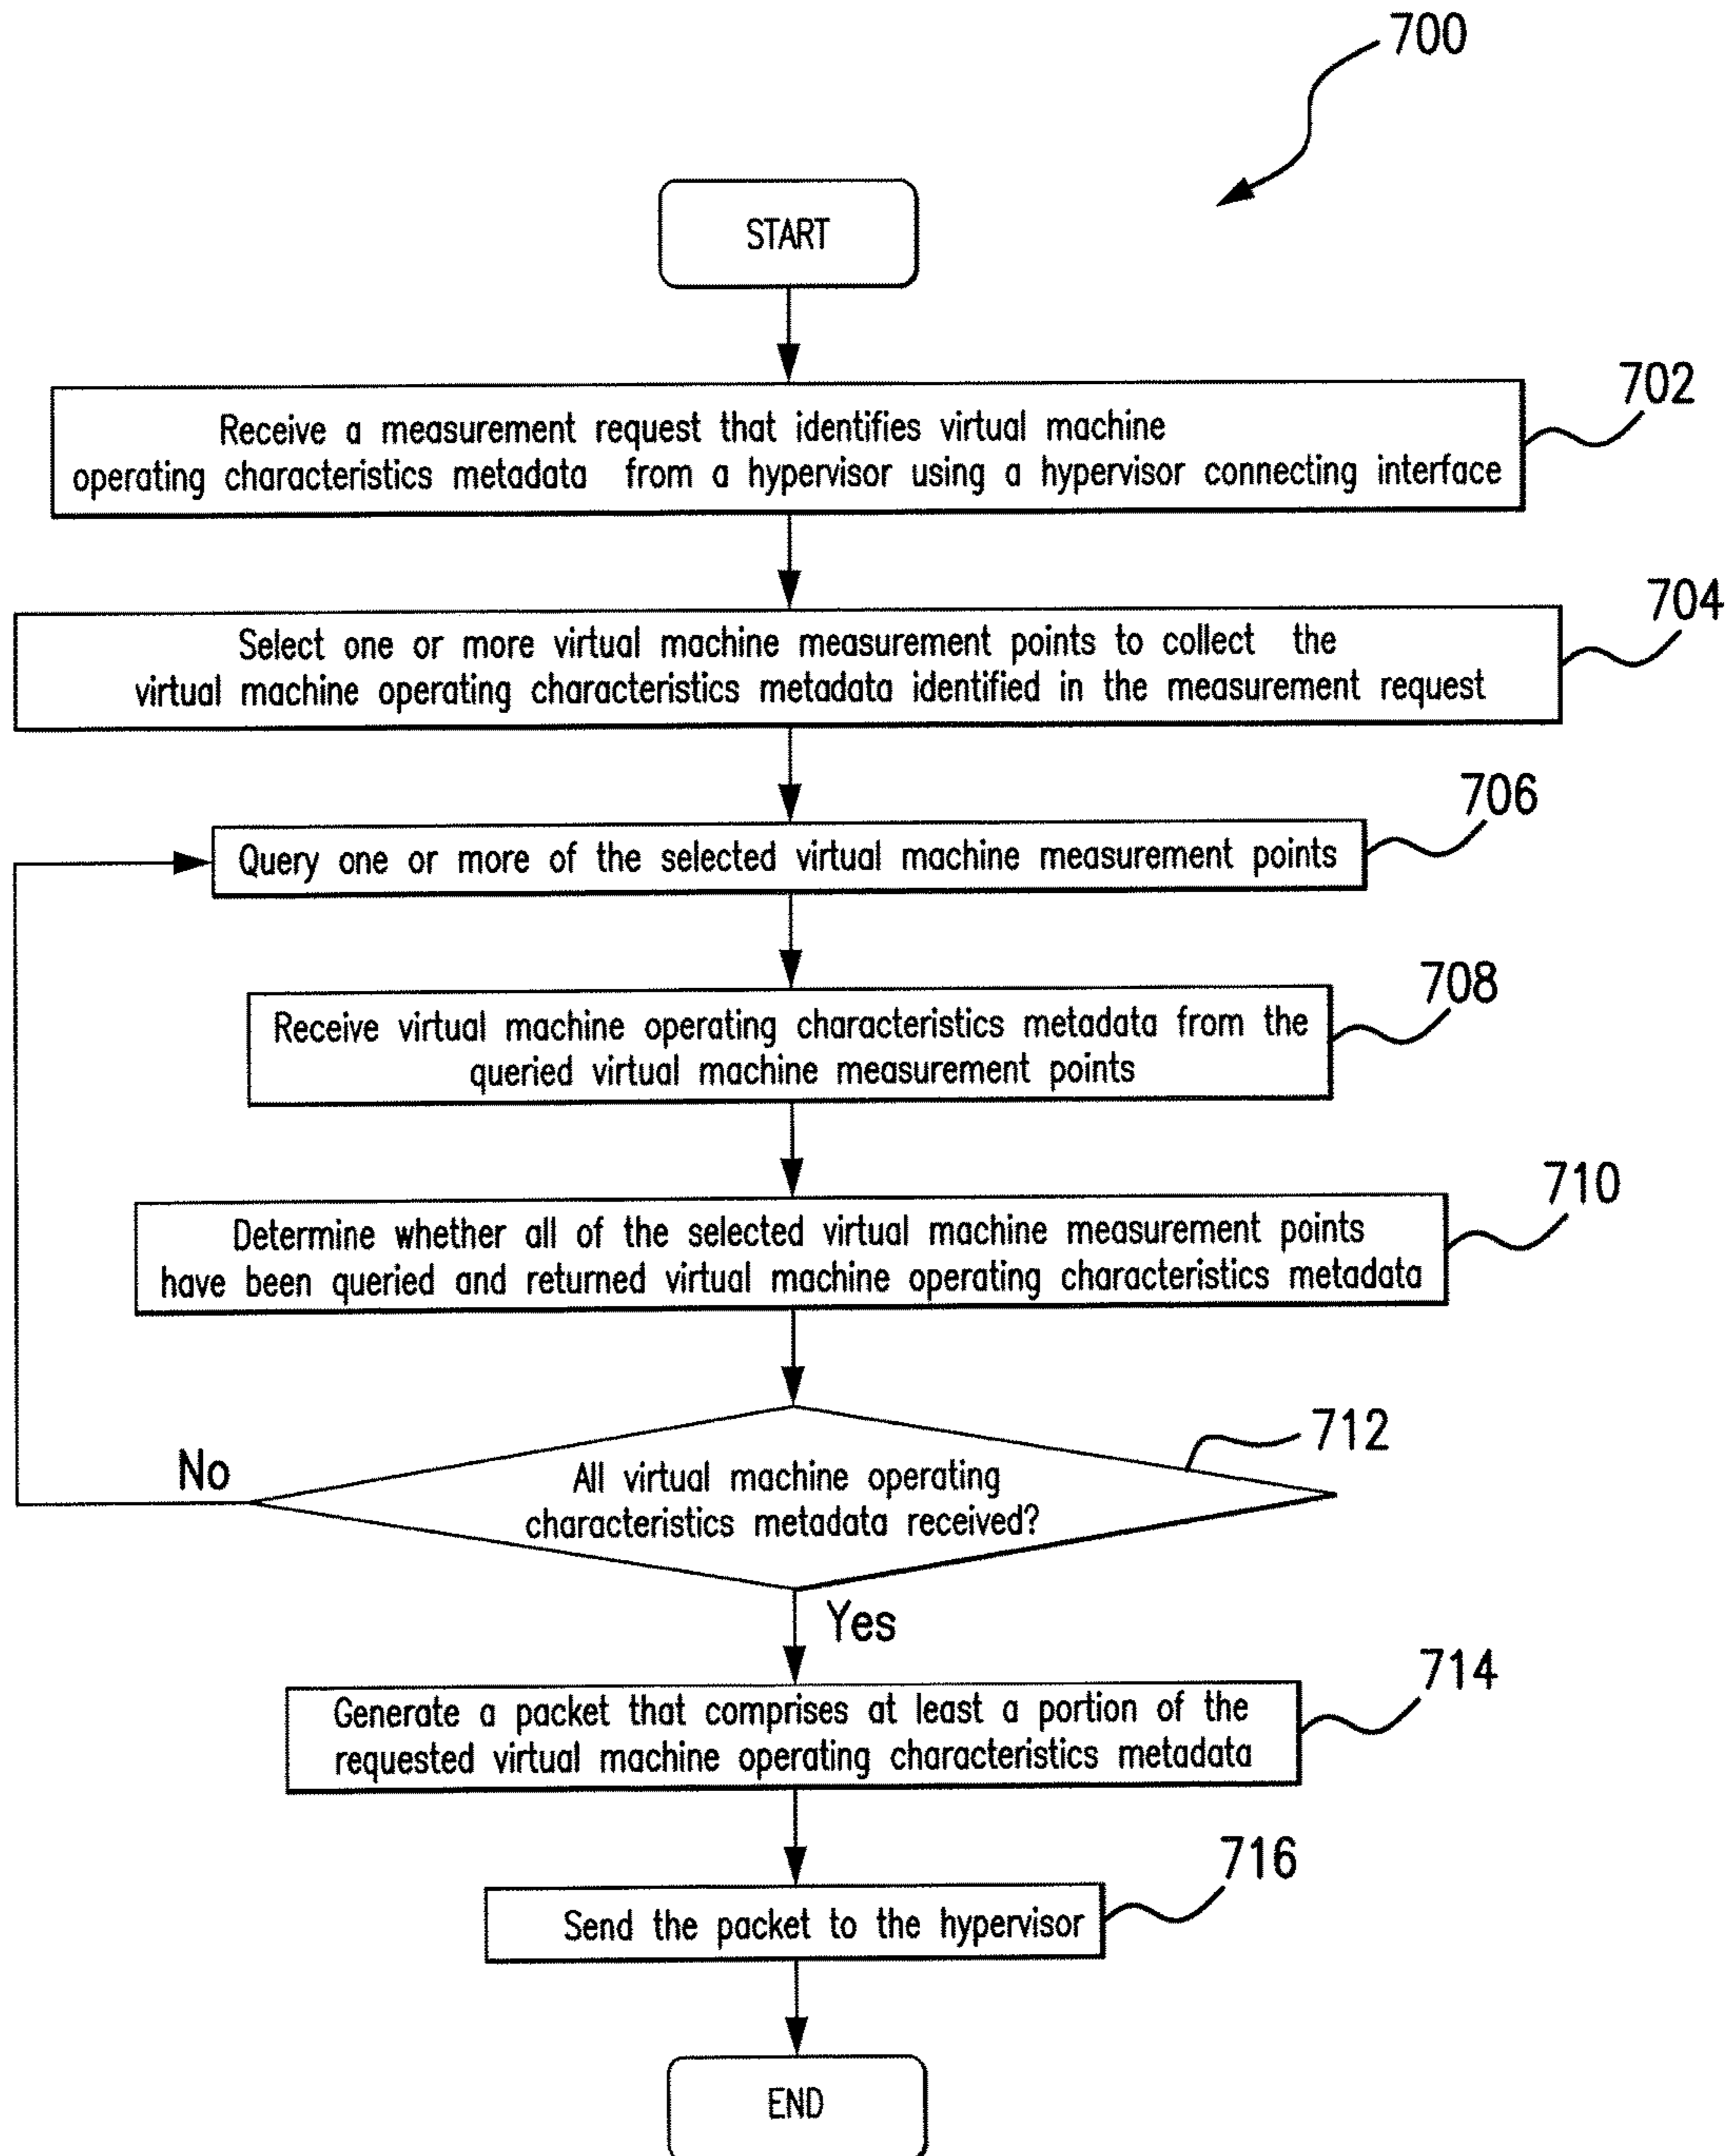 700
START
702
Receive a measurement request that identifies virtual machine
operating characteristics metadata from a hypervisor using a hypervisor connecting interface
704
Select one or more virtual machine measurement points to collect the
virtual machine operating characteristics metadata identified in the measurement request
706
Query one or more of the selected virtual machine measurement points
708
Receive virtual machine operating characteristics metadata from the
queried virtual machine measurement points
710
Determine whether all of the selected virtual machine measurement points
have been queried and returned virtual machine operating characteristics metadata
712
No
All virtual machine operating
characteristics metadata received?
Yes
714
Generate a packet that comprises at least a portion of the
requested virtual machine operating characteristics metadata
716
Send the packet to the hypervisor
END